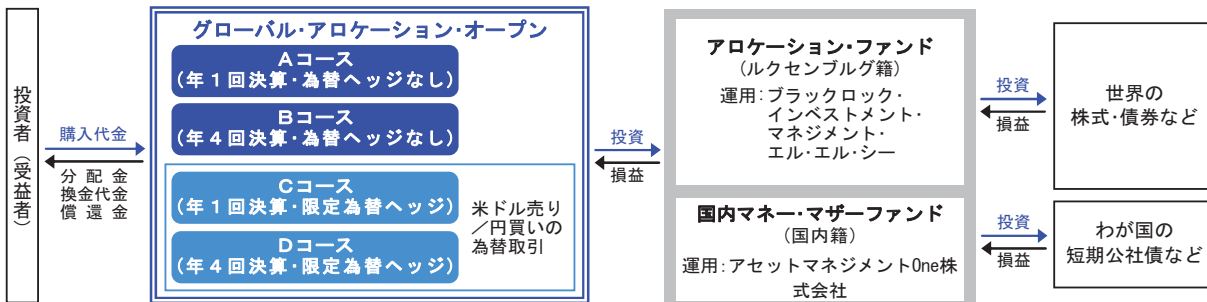 投資者（受益者）
購入代金
分配金
換金代金
償還金
グローバル・アロケーション・オープン
Ａコース
（年１回決算・為替ヘッジなし）
Ｂコース
（年４回決算・為替ヘッジなし）
Ｃコース
（年１回決算・限定為替ヘッジ）
Ｄコース
（年４回決算・限定為替ヘッジ）
米ドル売り
／円買いの
為替取引
投資
損益
アロケーション・ファンド
（ルクセンブルグ籍）
運用：ブラックロック・
インベストメント・
マネジメント・
エル・エル・シー
国内マネー・マザーファンド
（国内籍）
運用：アセットマネジメントOne株
式会社
投資
損益
世界の
株式・債券など
投資
損益
わが国の
短期公社債など